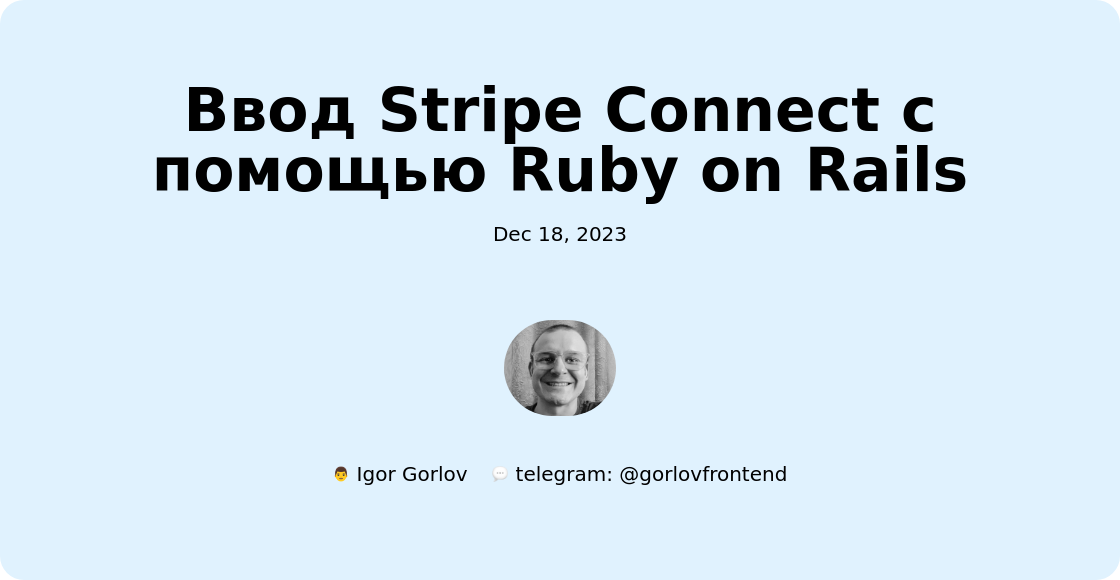 Ввод Stripe Connect с
помощью Ruby on Rails
Dec 18, 2023
Igor Gorlov
telegram: @gorlovfrontend